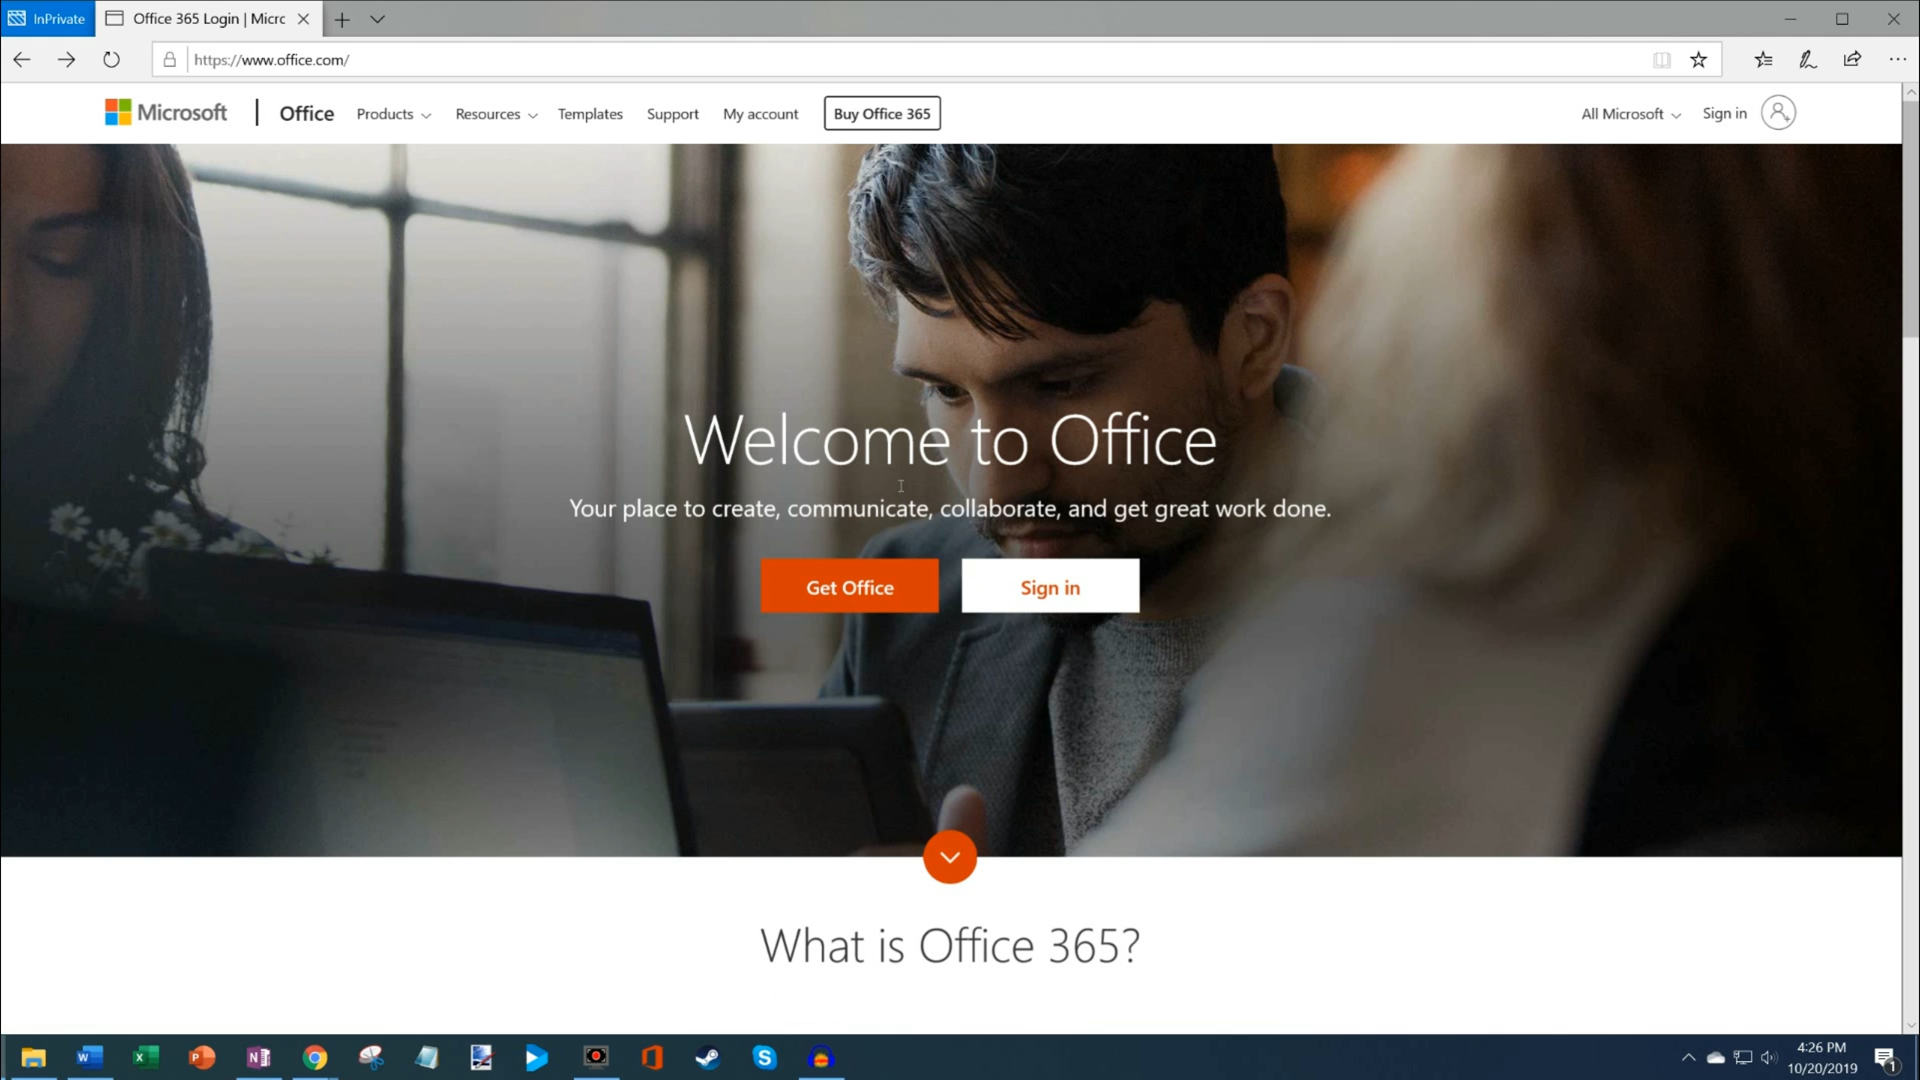 InPrivate
Office 365 Login | Micr
https://www.office.com/
Microsoft
Office
Products
Resources
Templates
Support
My account
Buy Office 365
All Microsoft
Sign in
Welcome to Office
Your place to create, communicate, collaborate, and get great work done.
Get Office
Sign in
What is Office 365?
4:26 PM
10/20/2019
1